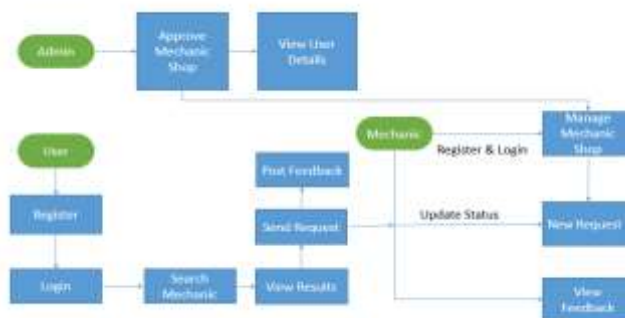 Admin
Approve
Mechanic
Shop
View User
Details
User
Mechanic
Manage
Mechanic
Shop
Register & Login
Post Feedback
Register
Send Request
Update Status
New Request
Login
Search
Mechanic
View Results
View
Feedback